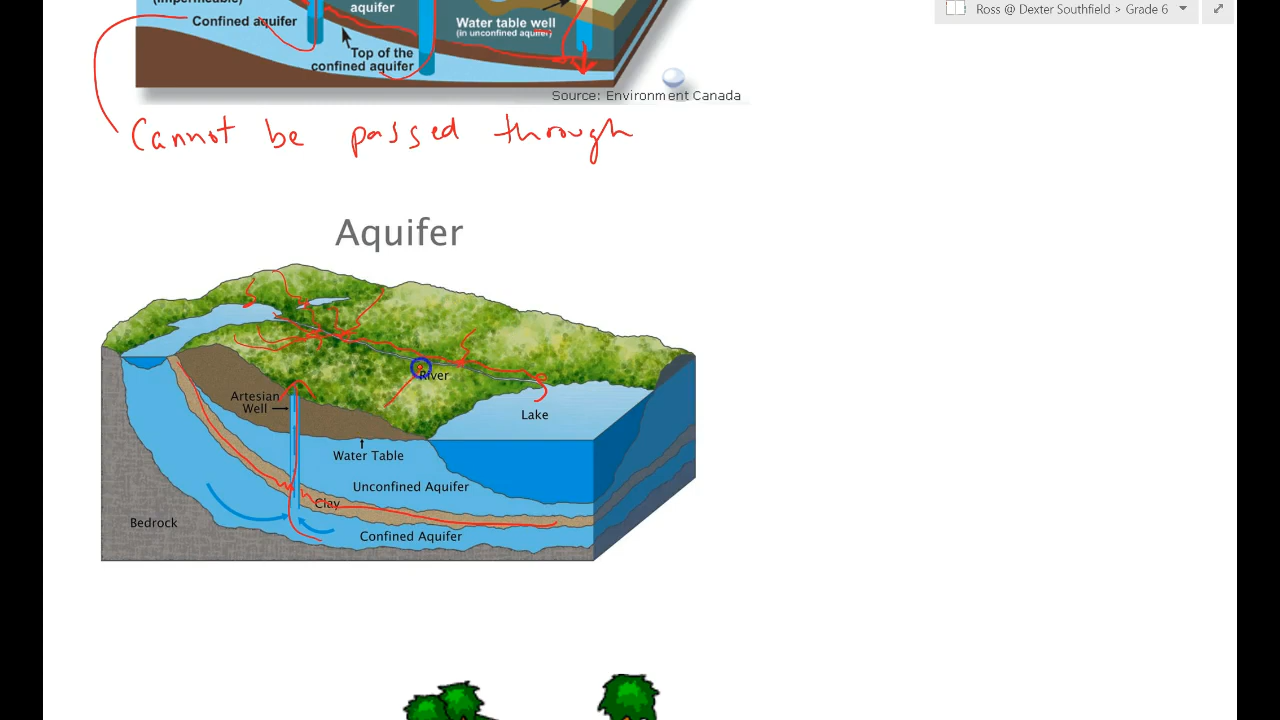 (impermeable)
Confined aquifer
aquifer
Top of the
confined aquifer
Water table well
(in unconfined aquifer)
Source: Environment Canada
Ross @ Dexter Southfield > Grade 6
Cannot be passed through
Aquifer
River
Artesian
Well
Lake
Water Table
Unconfined Aquifer
Clay
Bedrock
Confined Aquifer